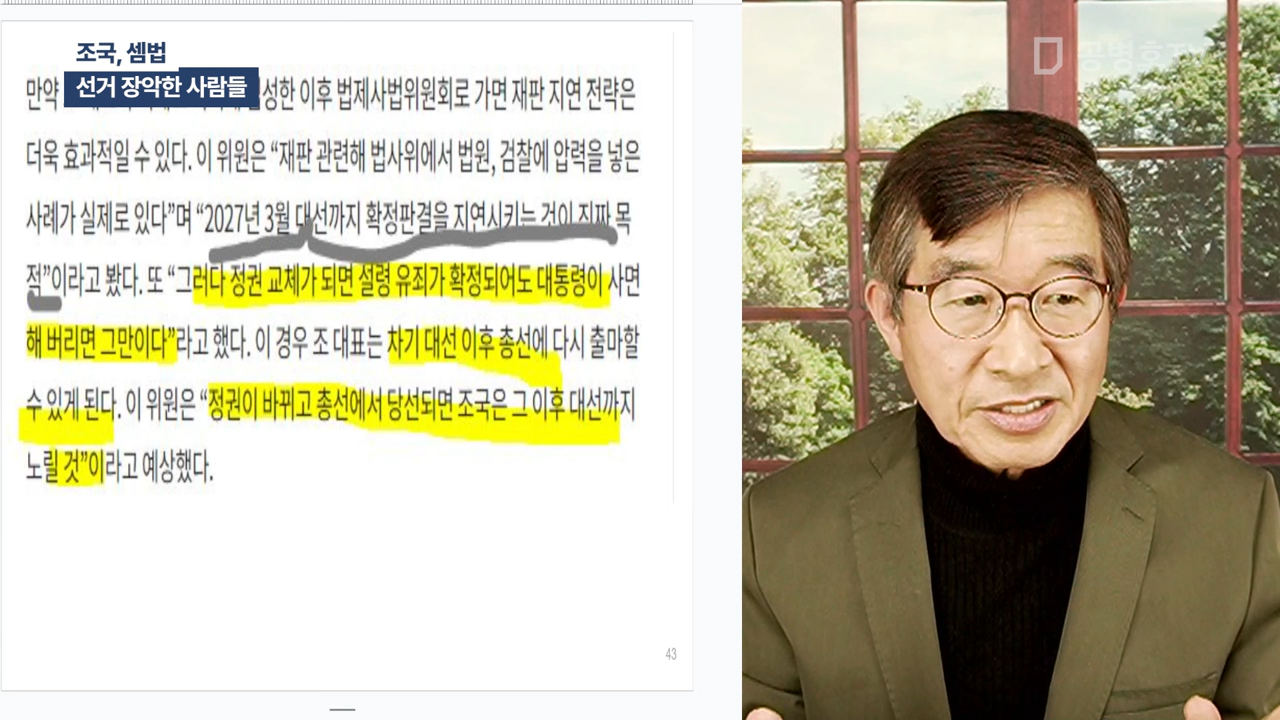 조국, 셈법
선거 장악한 사람들
만약 성한 이후 법제사법위원회로 가면 재판 지연 전략은
더욱 효과적일 수 있다. 이 위원은 “재판 관련해 법사위에서 법원, 검찰에 압력을 넣은
사례가 실제로 있다”며 “2027년 3월 대선까지 확정판결을 지연시키는 것이 진짜 목
적”이라고 봤다. 또 “그러다 정권 교체가 되면 설령 유죄가 확정되어도 대통령이 사면
해 버리면 그만이다”라고 했다. 이 경우 조 대표는 차기 대선 이후 총선에 다시 출마할
수 있게 된다. 이 위원은 “정권이 바뀌고 총선에서 당선되면 조국은 그 이후 대선까지
노릴 것”이라고 예상했다.
43
공병호